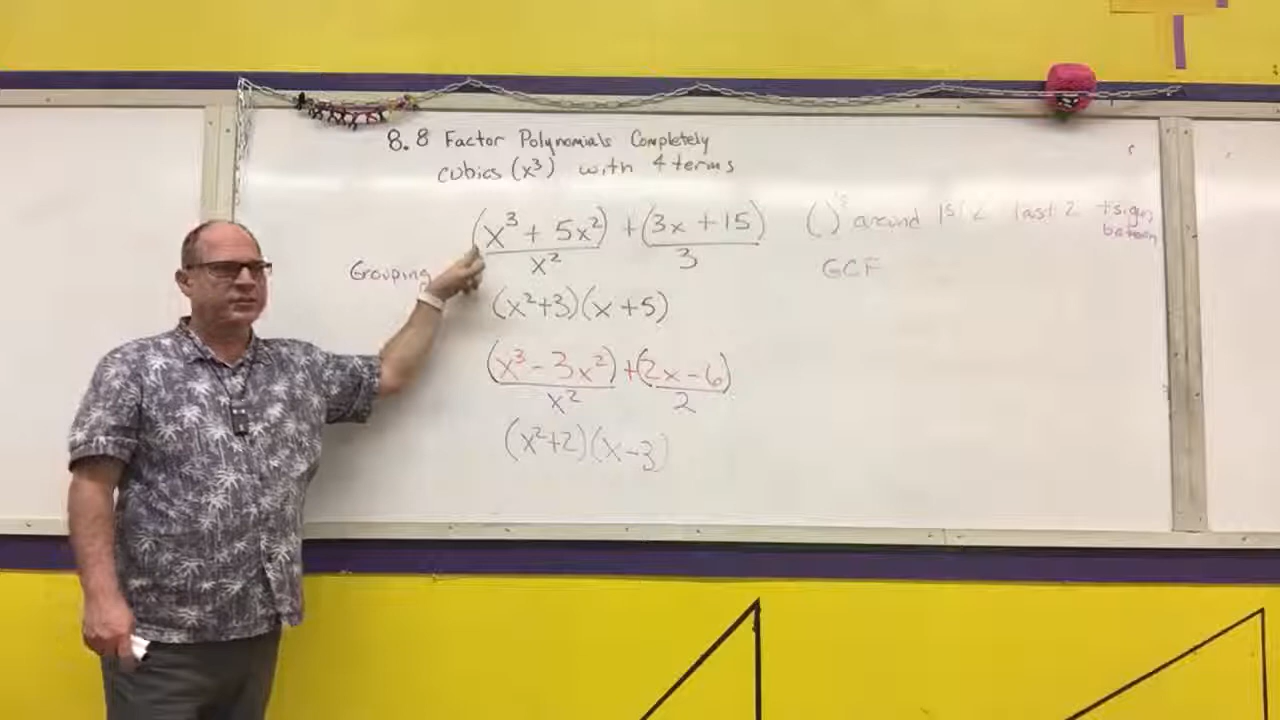 8.8 Factor Polynomials Completely
cubics (x³) with 4 terms
(x³ + 5x²) + (3x + 15)
x² 3
Grouping
(x²+3)(x+5)
(x³ - 3x²) + (2x - 6)
x² 2
(x²+2)(x-3)
( )'s around 1st 2 last 2 + sign
between
GCF